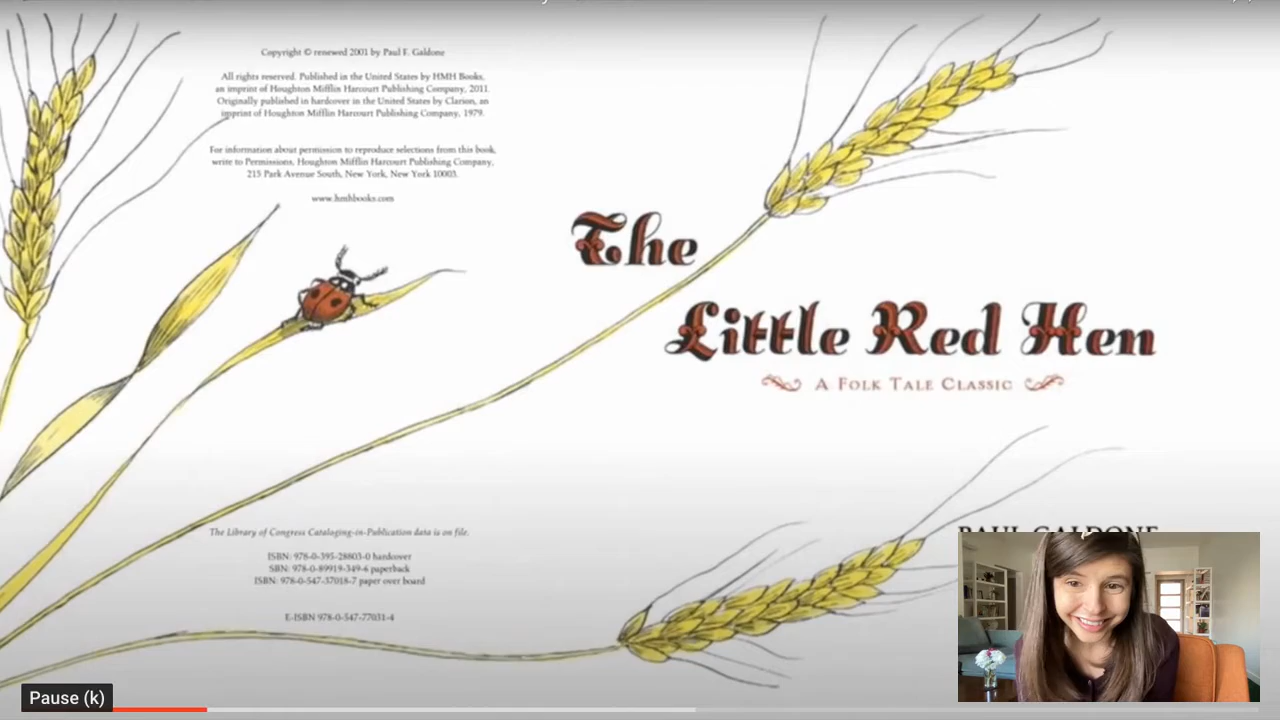 Copyright © renewed 2001 by Paul F. Galdone
All rights reserved. Published in the United States by HMH Books,
an imprint of Houghton Mifflin Harcourt Publishing Company, 2011.
Originally published in hardcover in the United States by Clarion, an
imprint of Houghton Mifflin Harcourt Publishing Company, 1979.
For information about permission to reproduce selections from this book,
write to Permissions, Houghton Mifflin Harcourt Publishing Company,
215 Park Avenue South, New York, New York 10003.
www.hmhbooks.com
The
Little Red Hen
A Folk Tale Classic
The Library of Congress Cataloging-in-Publication data is on file.
ISBN: 978-0-395-28803-0 hardcover
SBN: 978-0-89919-349-6 paperback
ISBN: 978-0-547-37018-7 paper over board
E-ISBN 978-0-547-77031-4
PAUL GALDONE
Pause (k)